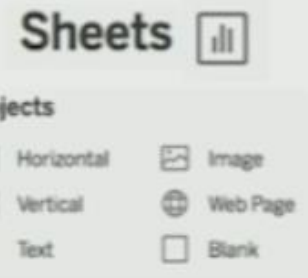 Sheets
jects
Horizontal Image
Vertical Web Page
Text Blank